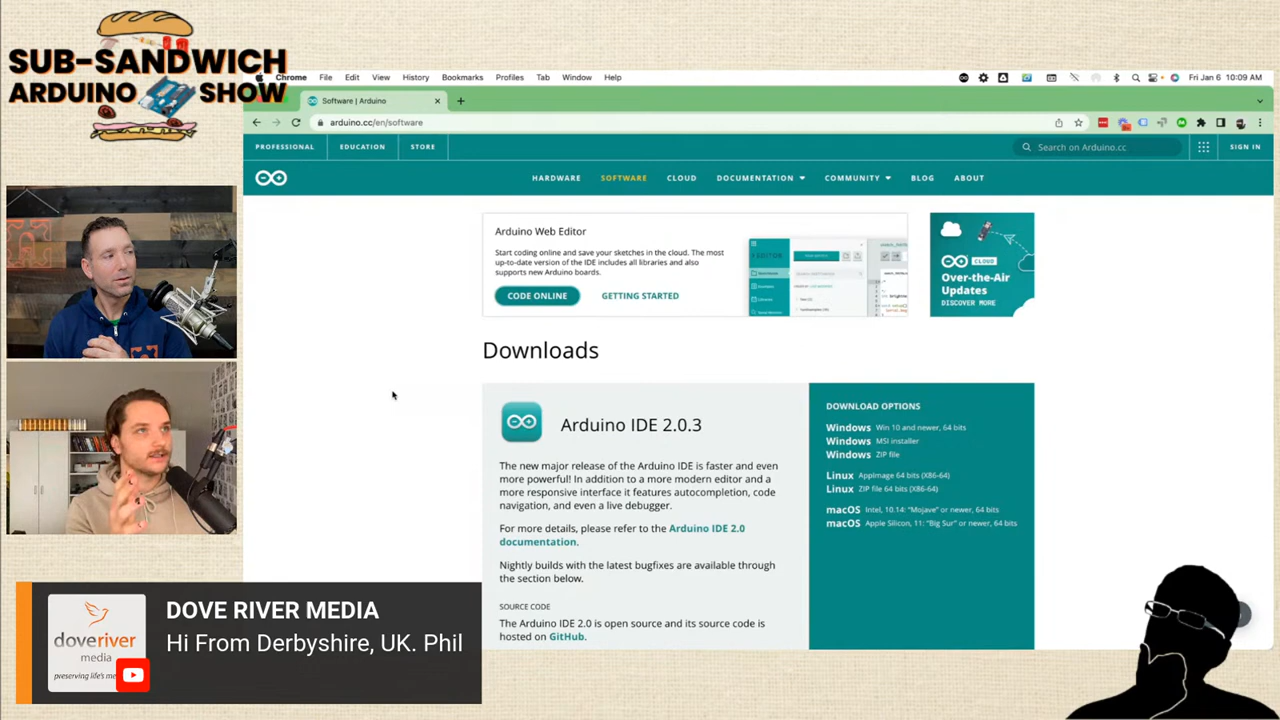 SUB-SANDWICH
ARDUINO SHOW
Chrome File Edit View History Bookmarks Profiles Tab Window Help
Fri Jan 6 10:09 AM
Software | Arduino
arduino.cc/en/software
PROFESSIONAL EDUCATION STORE
Search on Arduino.cc
SIGN IN
HARDWARE SOFTWARE CLOUD DOCUMENTATION COMMUNITY BLOG ABOUT
Arduino Web Editor
Start coding online and save your sketches in the cloud. The most
up-to-date version of the IDE includes all libraries and also
supports new Arduino boards.
CODE ONLINE GETTING STARTED
CLOUD
Over-the-Air
Updates
DISCOVER MORE
Downloads
Arduino IDE 2.0.3
The new major release of the Arduino IDE is faster and even
more powerful! In addition to a more modern editor and a
more responsive interface it features autocompletion, code
navigation, and even a live debugger.
For more details, please refer to the Arduino IDE 2.0
documentation.
Nightly builds with the latest bugfixes are available through
the section below.
SOURCE CODE
The Arduino IDE 2.0 is open source and its source code is
hosted on GitHub.
DOWNLOAD OPTIONS
Windows Win 10 and newer, 64 bits
Windows MSI installer
Windows ZIP file
Linux AppImage 64 bits (X86-64)
Linux ZIP file 64 bits (X86-64)
macOS Intel, 10.14: "Mojave" or newer, 64 bits
macOS Apple Silicon, 11: "Big Sur" or newer, 64 bits
doveriver
media
preserving life's me
DOVE RIVER MEDIA
Hi From Derbyshire, UK. Phil